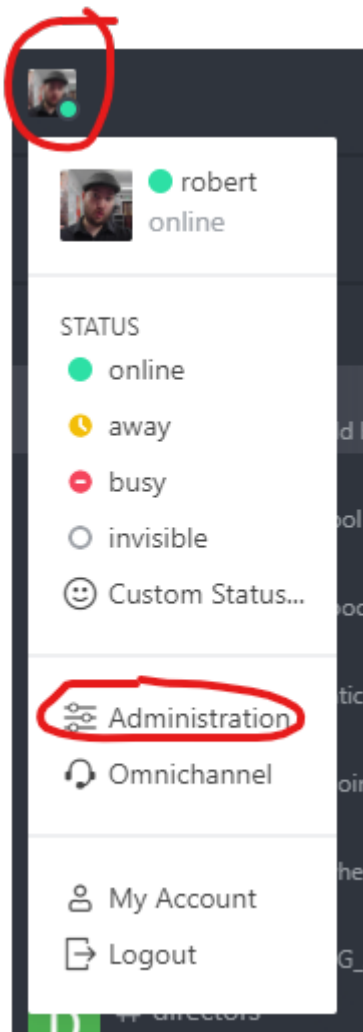 robert
online
STATUS
online
away
busy
invisible
Custom Status...
Administration
Omnichannel
My Account
Logout